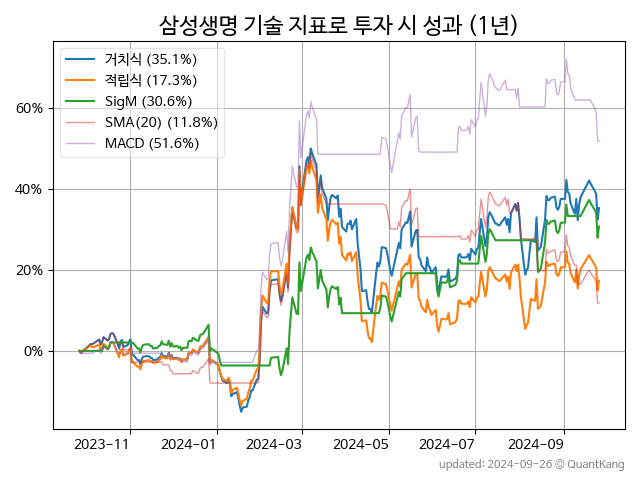 삼성생명 기술 지표로 투자 시 성과 (1년)
거치식 (35.1%)
적립식 (17.3%)
SigM (30.6%)
SMA(20) (11.8%)
MACD (51.6%)
60%
40%
20%
0%
2023-11 2024-01 2024-03 2024-05 2024-07 2024-09
updated: 2024-09-26 © QuantKang